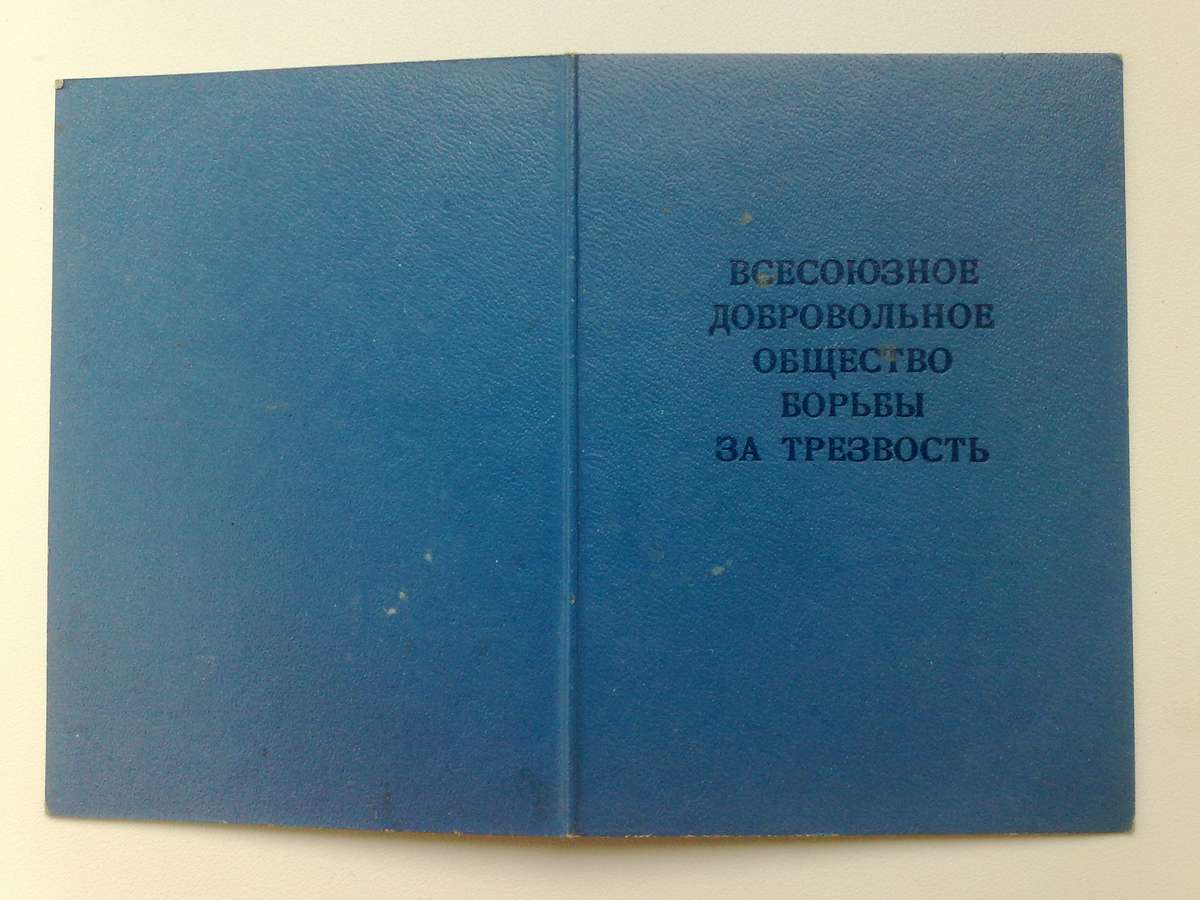 ВСЕСОЮЗНОЕ
ДОБРОВОЛЬНОЕ
ОБЩЕСТВО
БОРЬБЫ
ЗА ТРЕЗВОСТЬ